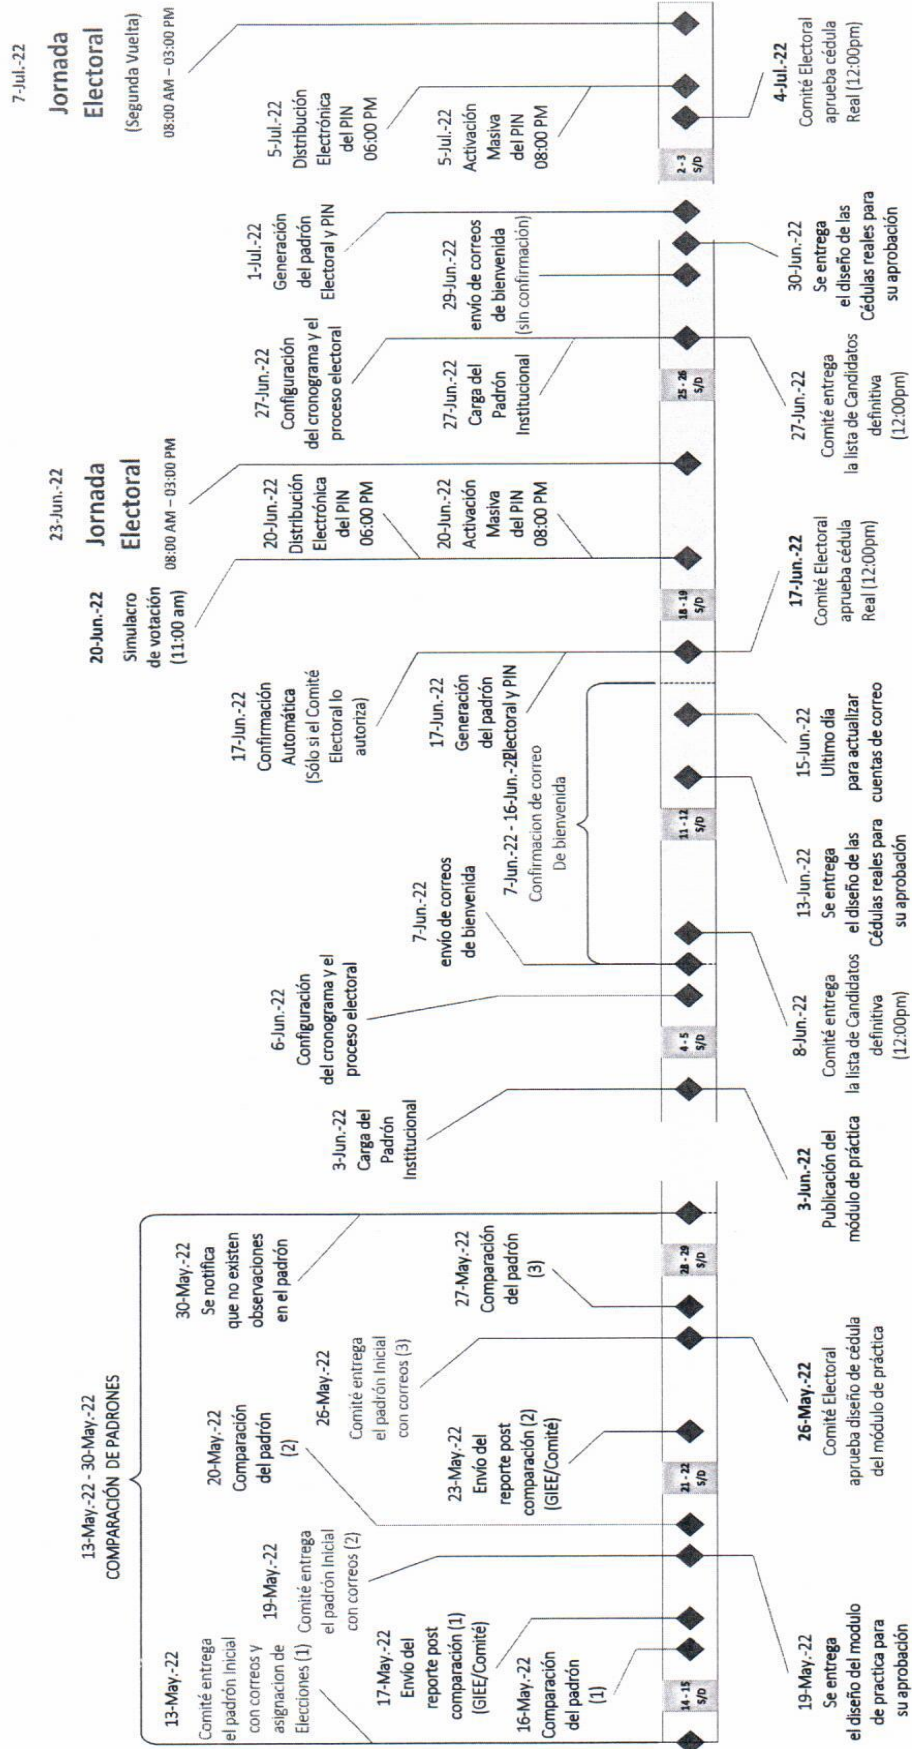 13-May.-22 - 30-May.-22
COMPARACIÓN DE PADRONES
13-May.-22
Comité entrega
el padrón Inicial
con correos y
asignacion de
Elecciones (1)
17-May.-22
Envío del
reporte post
comparación (1)
(GIEE/Comité)
16-May.-22
Comparación
del padrón
(1)
19-May.-22
Comité entrega
el padrón Inicial
con correos (2)
20-May.-22
Comparación
del padrón
(2)
23-May.-22
Envío del
reporte post
comparación (2)
(GIEE/Comité)
26-May.-22
Comité entrega
el padrón Inicial
con correos (3)
30-May.-22
Se notifica
que no existen
observaciones
en el padrón
27-May.-22
Comparación
del padrón
(3)
3-Jun.-22
Carga del
Padrón
Institucional
6-Jun.-22
Configuración
del cronograma y el
proceso electoral
7-Jun.-22
envío de correos
de bienvenida
7-Jun.-22 - 16-Jun.-22
Confirmacion de correo
De bienvenida
17-Jun.-22
Confirmación
Automática
(Sólo si el Comité
Electoral lo
autoriza)
17-Jun.-22
Generación
del padrón
Electoral y PIN
20-Jun.-22
Simulacro
de votación
(11:00 am)
23-Jun.-22
Jornada
Electoral
08:00 AM – 03:00 PM
20-Jun.-22
Distribución
Electrónica
del PIN
06:00 PM
20-Jun.-22
Activación
Masiva
del PIN
08:00 PM
27-Jun.-22
Configuración
del cronograma y el
proceso electoral
27-Jun.-22
Carga del
Padrón
Institucional
1-Jul.-22
Generación
del padrón
Electoral y PIN
29-Jun.-22
envío de correos
de bienvenida
(sin confirmación)
7-Jul.-22
Jornada
Electoral
(Segunda Vuelta)
08:00 AM – 03:00 PM
5-Jul.-22
Distribución
Electrónica
del PIN
06:00 PM
5-Jul.-22
Activación
Masiva
del PIN
08:00 PM
14 - 15
S/D
21 - 22
S/D
28 - 29
S/D
4 - 5
S/D
11 - 12
S/D
18 - 19
S/D
25 - 26
S/D
2 - 3
S/D
19-May.-22
Se entrega
el diseño del modulo
de practica para
su aprobación
26-May.-22
Comité Electoral
aprueba diseño de cédula
del módulo de práctica
3-Jun.-22
Publicación del
módulo de práctica
8-Jun.-22
Comité entrega
la lista de Candidatos
definitiva
(12:00pm)
13-Jun.-22
Se entrega
el diseño de las
Cédulas reales para
su aprobación
15-Jun.-22
Ultimo día
para actualizar
cuentas de correo
17-Jun.-22
Comité Electoral
aprueba cédula
Real (12:00pm)
27-Jun.-22
Comité entrega
la lista de Candidatos
definitiva
(12:00pm)
30-Jun.-22
Se entrega
el diseño de las
Cédulas reales para
su aprobación
4-Jul.-22
Comité Electoral
aprueba cédula
Real (12:00pm)